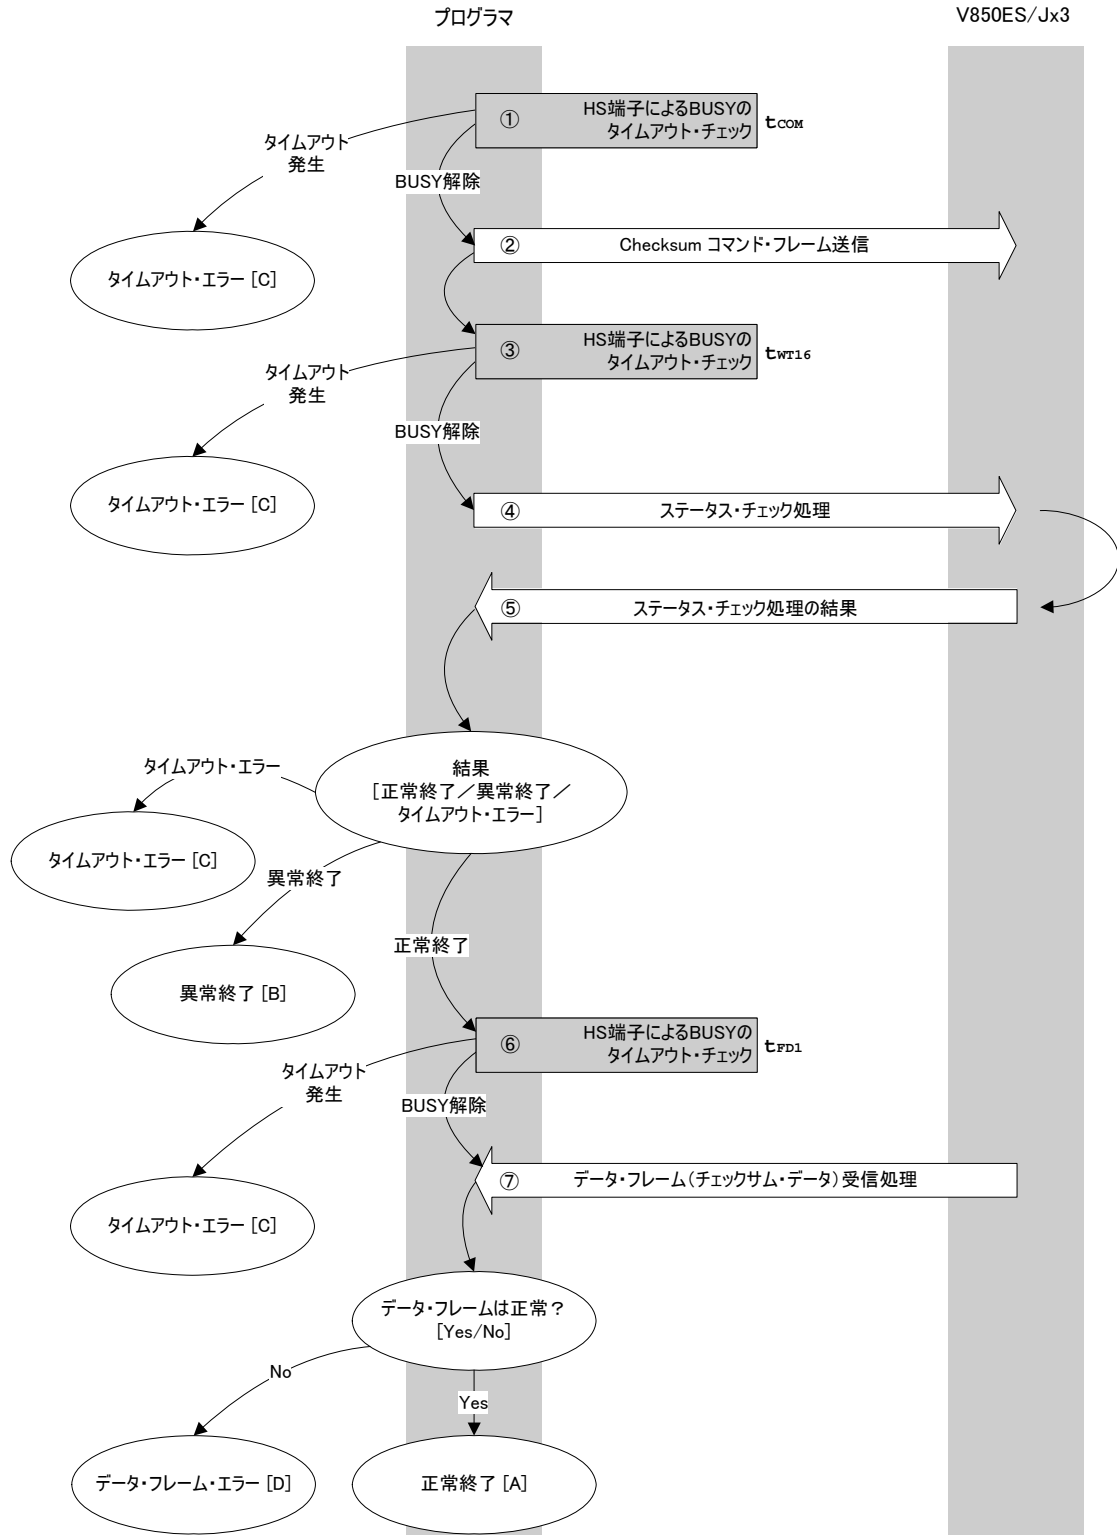 プログラマ
V850ES/Jx3
①
HS端子によるBUSYの
タイムアウト・チェック
tCOM
タイムアウト
発生
BUSY解除
タイムアウト・エラー [C]
②
Checksum コマンド・フレーム送信
③
HS端子によるBUSYの
タイムアウト・チェック
tWT16
タイムアウト
発生
BUSY解除
タイムアウト・エラー [C]
④
ステータス・チェック処理
⑤
ステータス・チェック処理の結果
結果
[正常終了／異常終了／
タイムアウト・エラー]
タイムアウト・エラー
タイムアウト・エラー [C]
異常終了
異常終了 [B]
正常終了
⑥
HS端子によるBUSYの
タイムアウト・チェック
tFD1
タイムアウト
発生
BUSY解除
タイムアウト・エラー [C]
⑦
データ・フレーム（チェックサム・データ）受信処理
データ・フレームは正常？
[Yes/No]
No
Yes
データ・フレーム・エラー [D]
正常終了 [A]